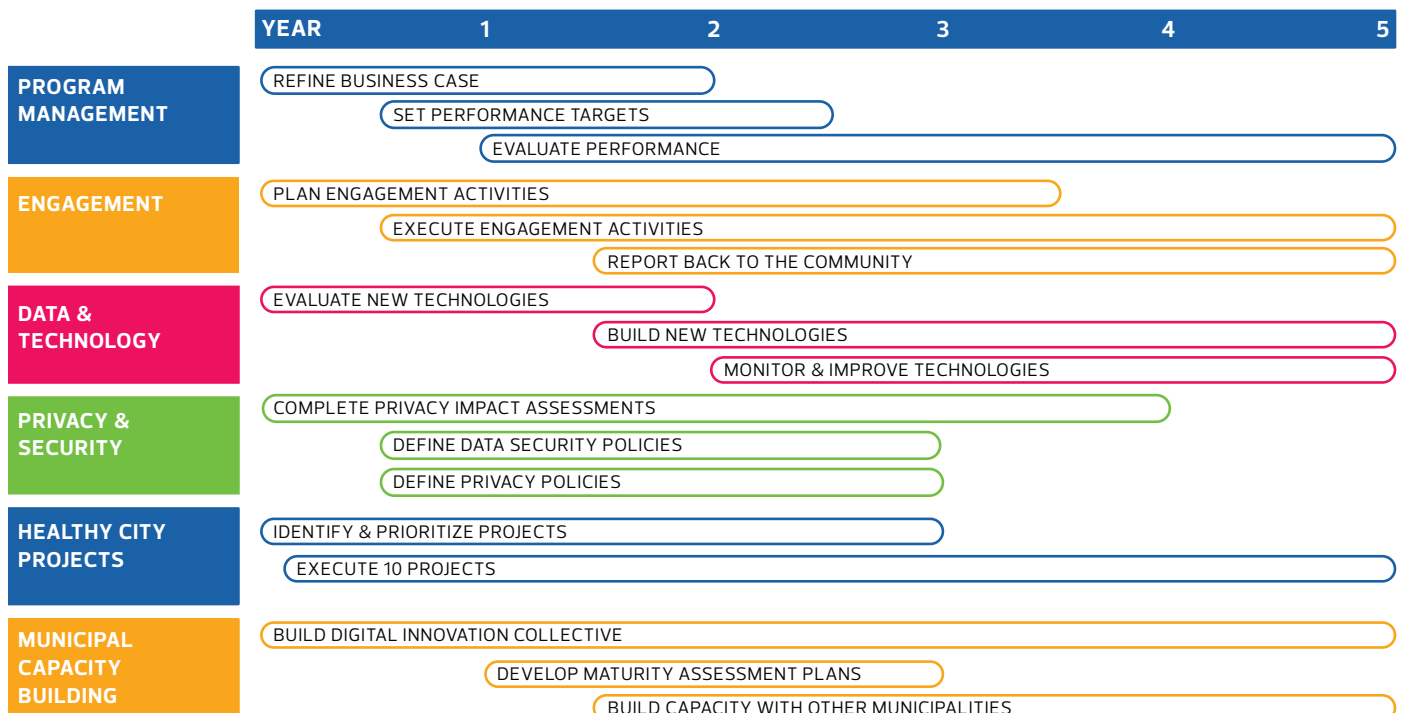 YEAR 1 2 3 4 5
PROGRAM
MANAGEMENT
REFINE BUSINESS CASE
SET PERFORMANCE TARGETS
EVALUATE PERFORMANCE
ENGAGEMENT
PLAN ENGAGEMENT ACTIVITIES
EXECUTE ENGAGEMENT ACTIVITIES
REPORT BACK TO THE COMMUNITY
DATA &
TECHNOLOGY
EVALUATE NEW TECHNOLOGIES
BUILD NEW TECHNOLOGIES
MONITOR & IMPROVE TECHNOLOGIES
PRIVACY &
SECURITY
COMPLETE PRIVACY IMPACT ASSESSMENTS
DEFINE DATA SECURITY POLICIES
DEFINE PRIVACY POLICIES
HEALTHY CITY
PROJECTS
IDENTIFY & PRIORITIZE PROJECTS
EXECUTE 10 PROJECTS
MUNICIPAL
CAPACITY
BUILDING
BUILD DIGITAL INNOVATION COLLECTIVE
DEVELOP MATURITY ASSESSMENT PLANS
BUILD CAPACITY WITH OTHER MUNICIPALITIES